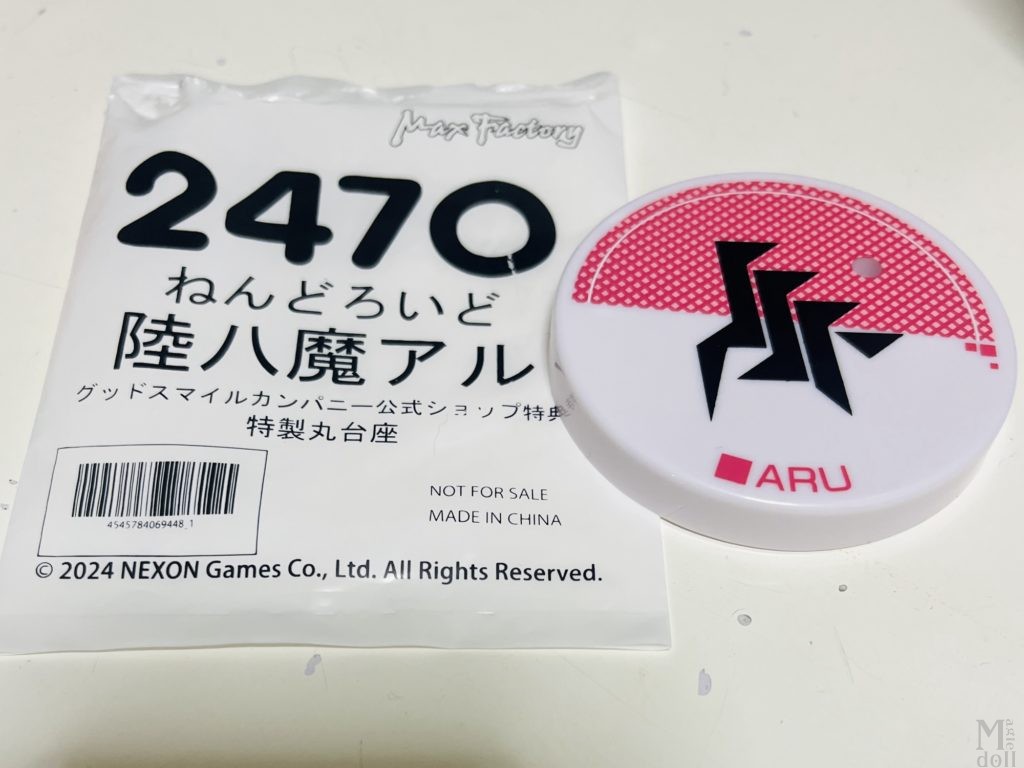 Max Factory
2470
ねんどろいど
陸八魔アル
グッドスマイルカンパニー公式ショップ特典
特製丸台座
4545784069448_1
NOT FOR SALE
MADE IN CHINA
© 2024 NEXON Games Co., Ltd. All Rights Reserved.
ARU
Magic
doll